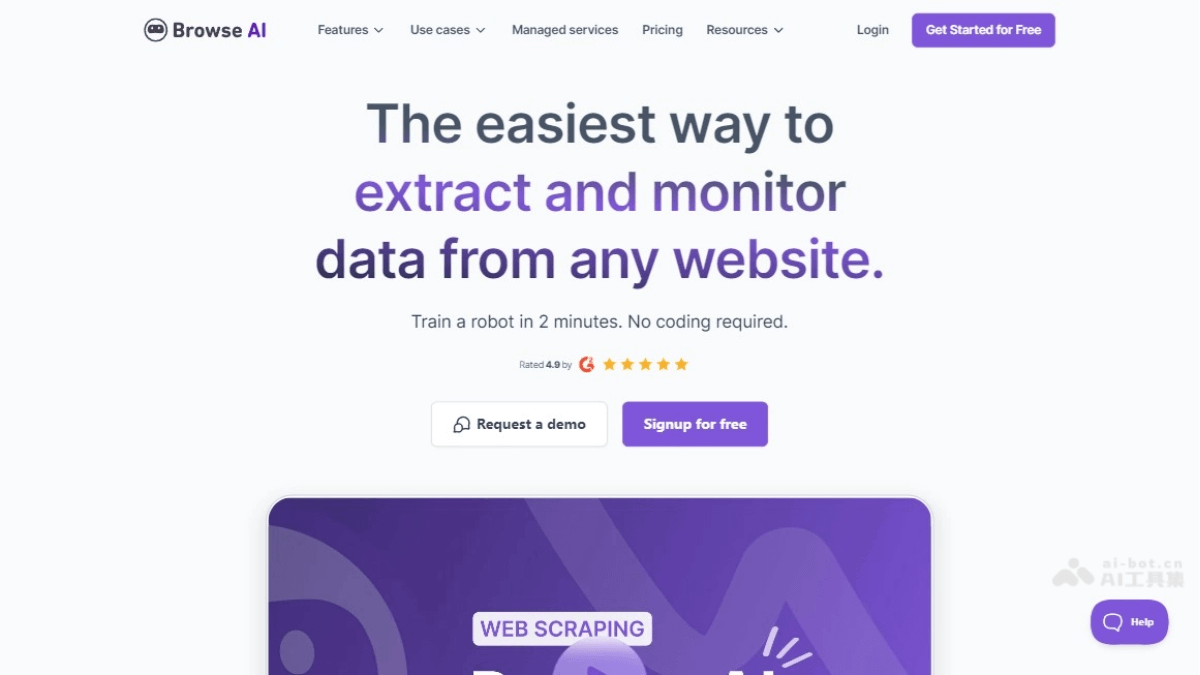 Browse AI
Features
Use cases
Managed services
Pricing
Resources
Login
Get Started for Free
The easiest way to
extract and monitor
data from any website.
Train a robot in 2 minutes. No coding required.
Rated 4.9 by
Request a demo
Signup for free
WEB SCRAPING
ai-bot.cn
AI工具集
Help